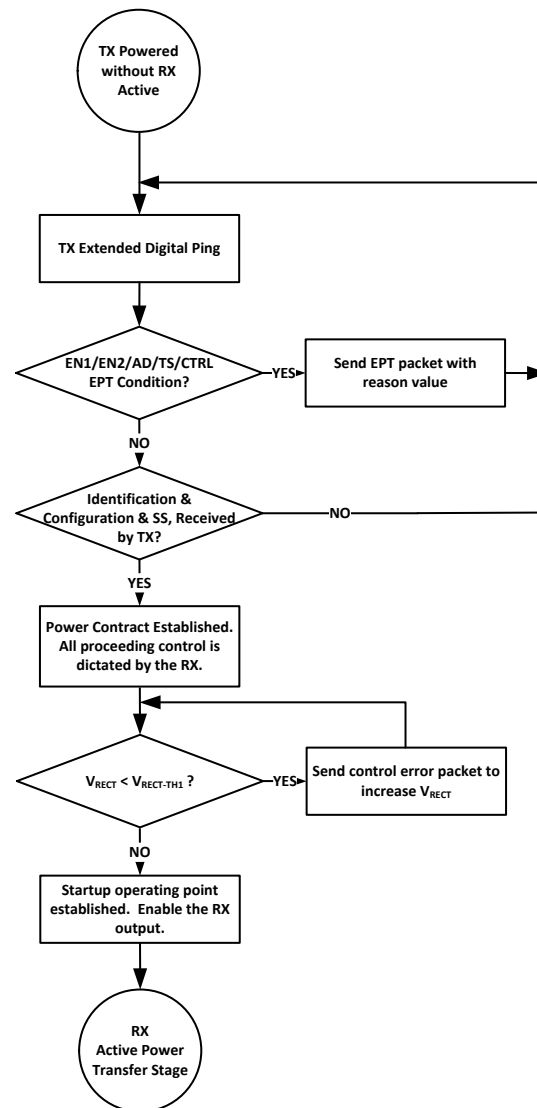 TX Powered
without RX
Active
TX Extended Digital Ping
EN1/EN2/AD/TS/CTRL
EPT Condition?
YES
Send EPT packet with
reason value
NO
Identification &
Configuration & SS, Received
by TX?
NO
YES
Power Contract Established.
All proceeding control is
dictated by the RX.
VRECT < VRECT-TH1 ?
YES
Send control error packet to
increase VRECT
NO
Startup operating point
established. Enable the RX
output.
RX
Active Power
Transfer Stage